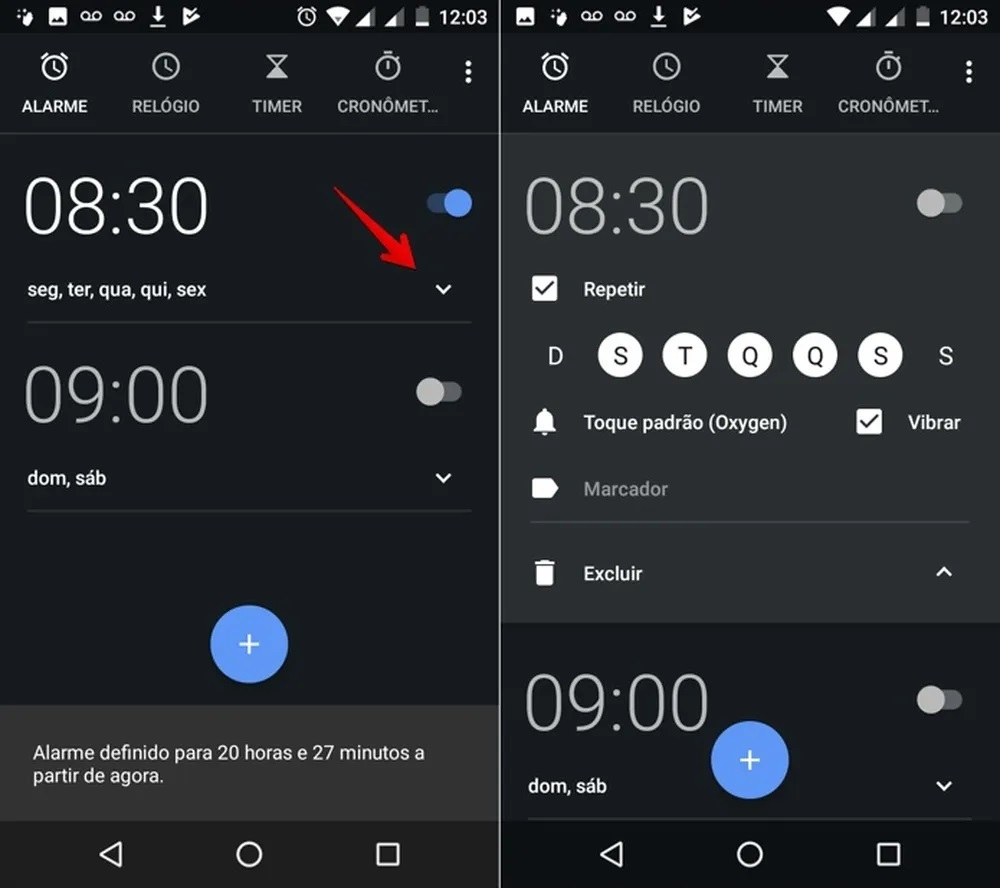 12:03
ALARME RELÓGIO TIMER CRONÔMET...
08:30
seg, ter, qua, qui, sex
09:00
dom, sáb
Alarme definido para 20 horas e 27 minutos a
partir de agora.
12:03
ALARME RELÓGIO TIMER CRONÔMET...
08:30
Repetir
D S T Q Q S S
Toque padrão (Oxygen) Vibrar
Marcador
Excluir
09:00
dom, sáb